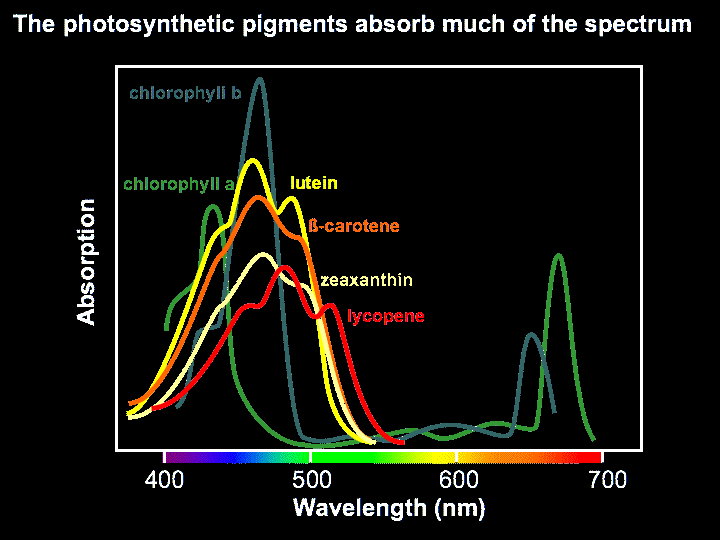 The photosynthetic pigments absorb much of the spectrum
chlorophyll b
chlorophyll a
lutein
ß-carotene
zeaxanthin
lycopene
Absorption
400 500 600 700
Wavelength (nm)